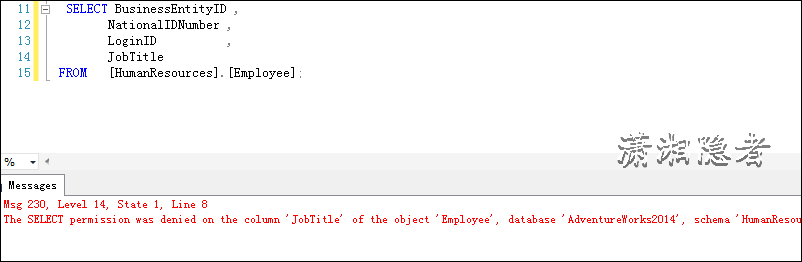 11 SELECT BusinessEntityID ,
12 NationalIDNumber ,
13 LoginID ,
14 JobTitle
15 FROM [HumanResources].[Employee];
潇湘隐者
%
Messages
Msg 230, Level 14, State 1, Line 8
The SELECT permission was denied on the column 'JobTitle' of the object 'Employee', database 'AdventureWorks2014', schema 'HumanResou